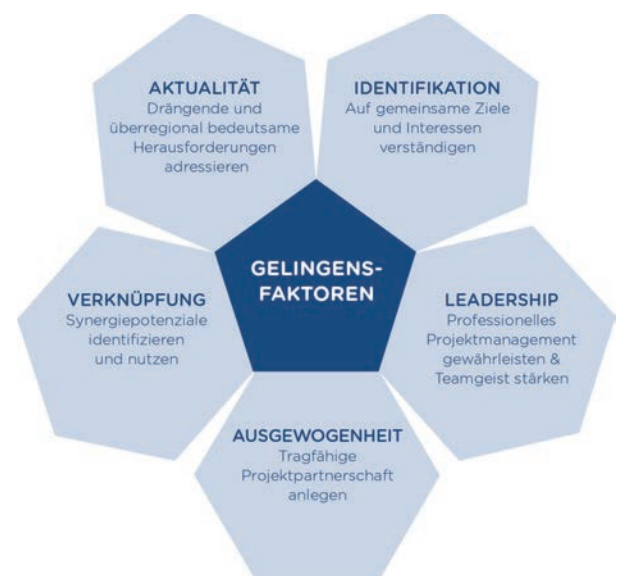 AKTUALITÄT
Drängende und
überregional bedeutsame
Herausforderungen
adressieren
IDENTIFIKATION
Auf gemeinsame Ziele
und Interessen
verständigen
GELINGENS-
FAKTOREN
VERKNÜPFUNG
Synergiepotenziale
identifizieren
und nutzen
LEADERSHIP
Professionelles
Projektmanagement
gewährleisten &
Teamgeist stärken
AUSGEWOGENHEIT
Tragfähige
Projektpartnerschaft
anlegen